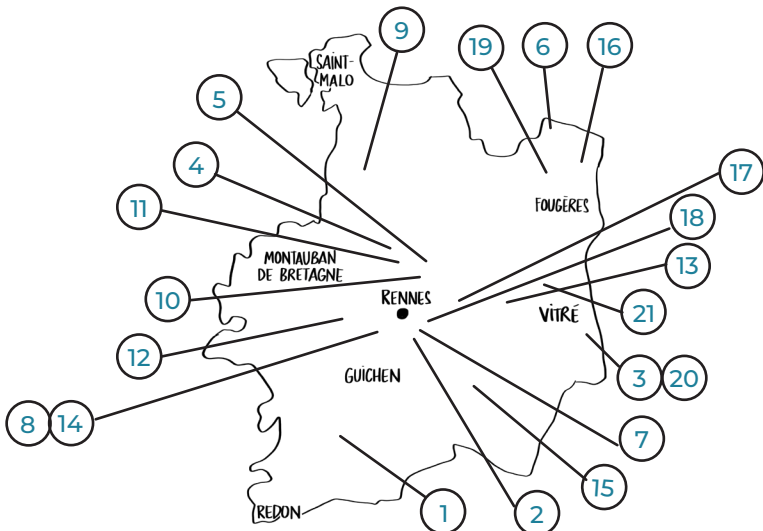 9
19
6
16
SAINT-
MALO
5
4
17
11
FOUGÈRES
18
MONTAUBAN
DE BRETAGNE
13
10
RENNES
VITRÉ
21
12
GUICHEN
3
20
8
14
7
15
REDON
1
2